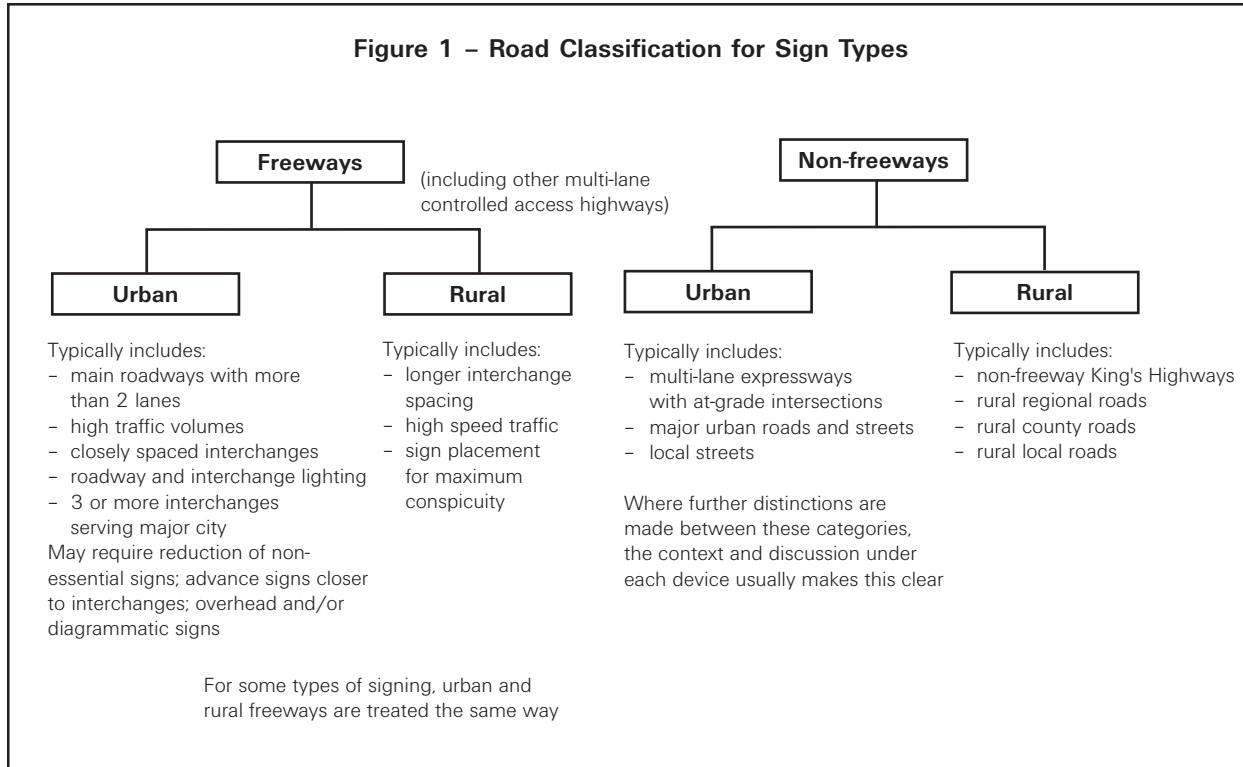 Figure 1 – Road Classification for Sign Types
Freeways
(including other multi-lane
controlled access highways)
Urban
Typically includes:
– main roadways with more
than 2 lanes
– high traffic volumes
– closely spaced interchanges
– roadway and interchange lighting
– 3 or more interchanges
serving major city
May require reduction of non-
essential signs; advance signs closer
to interchanges; overhead and/or
diagrammatic signs
Rural
Typically includes:
– longer interchange
spacing
– high speed traffic
– sign placement
for maximum
conspicuity
For some types of signing, urban and
rural freeways are treated the same way
Non-freeways
Urban
Typically includes:
– multi-lane expressways
with at-grade intersections
– major urban roads and streets
– local streets
Where further distinctions are
made between these categories,
the context and discussion under
each device usually makes this clear
Rural
Typically includes:
– non-freeway King's Highways
– rural regional roads
– rural county roads
– rural local roads